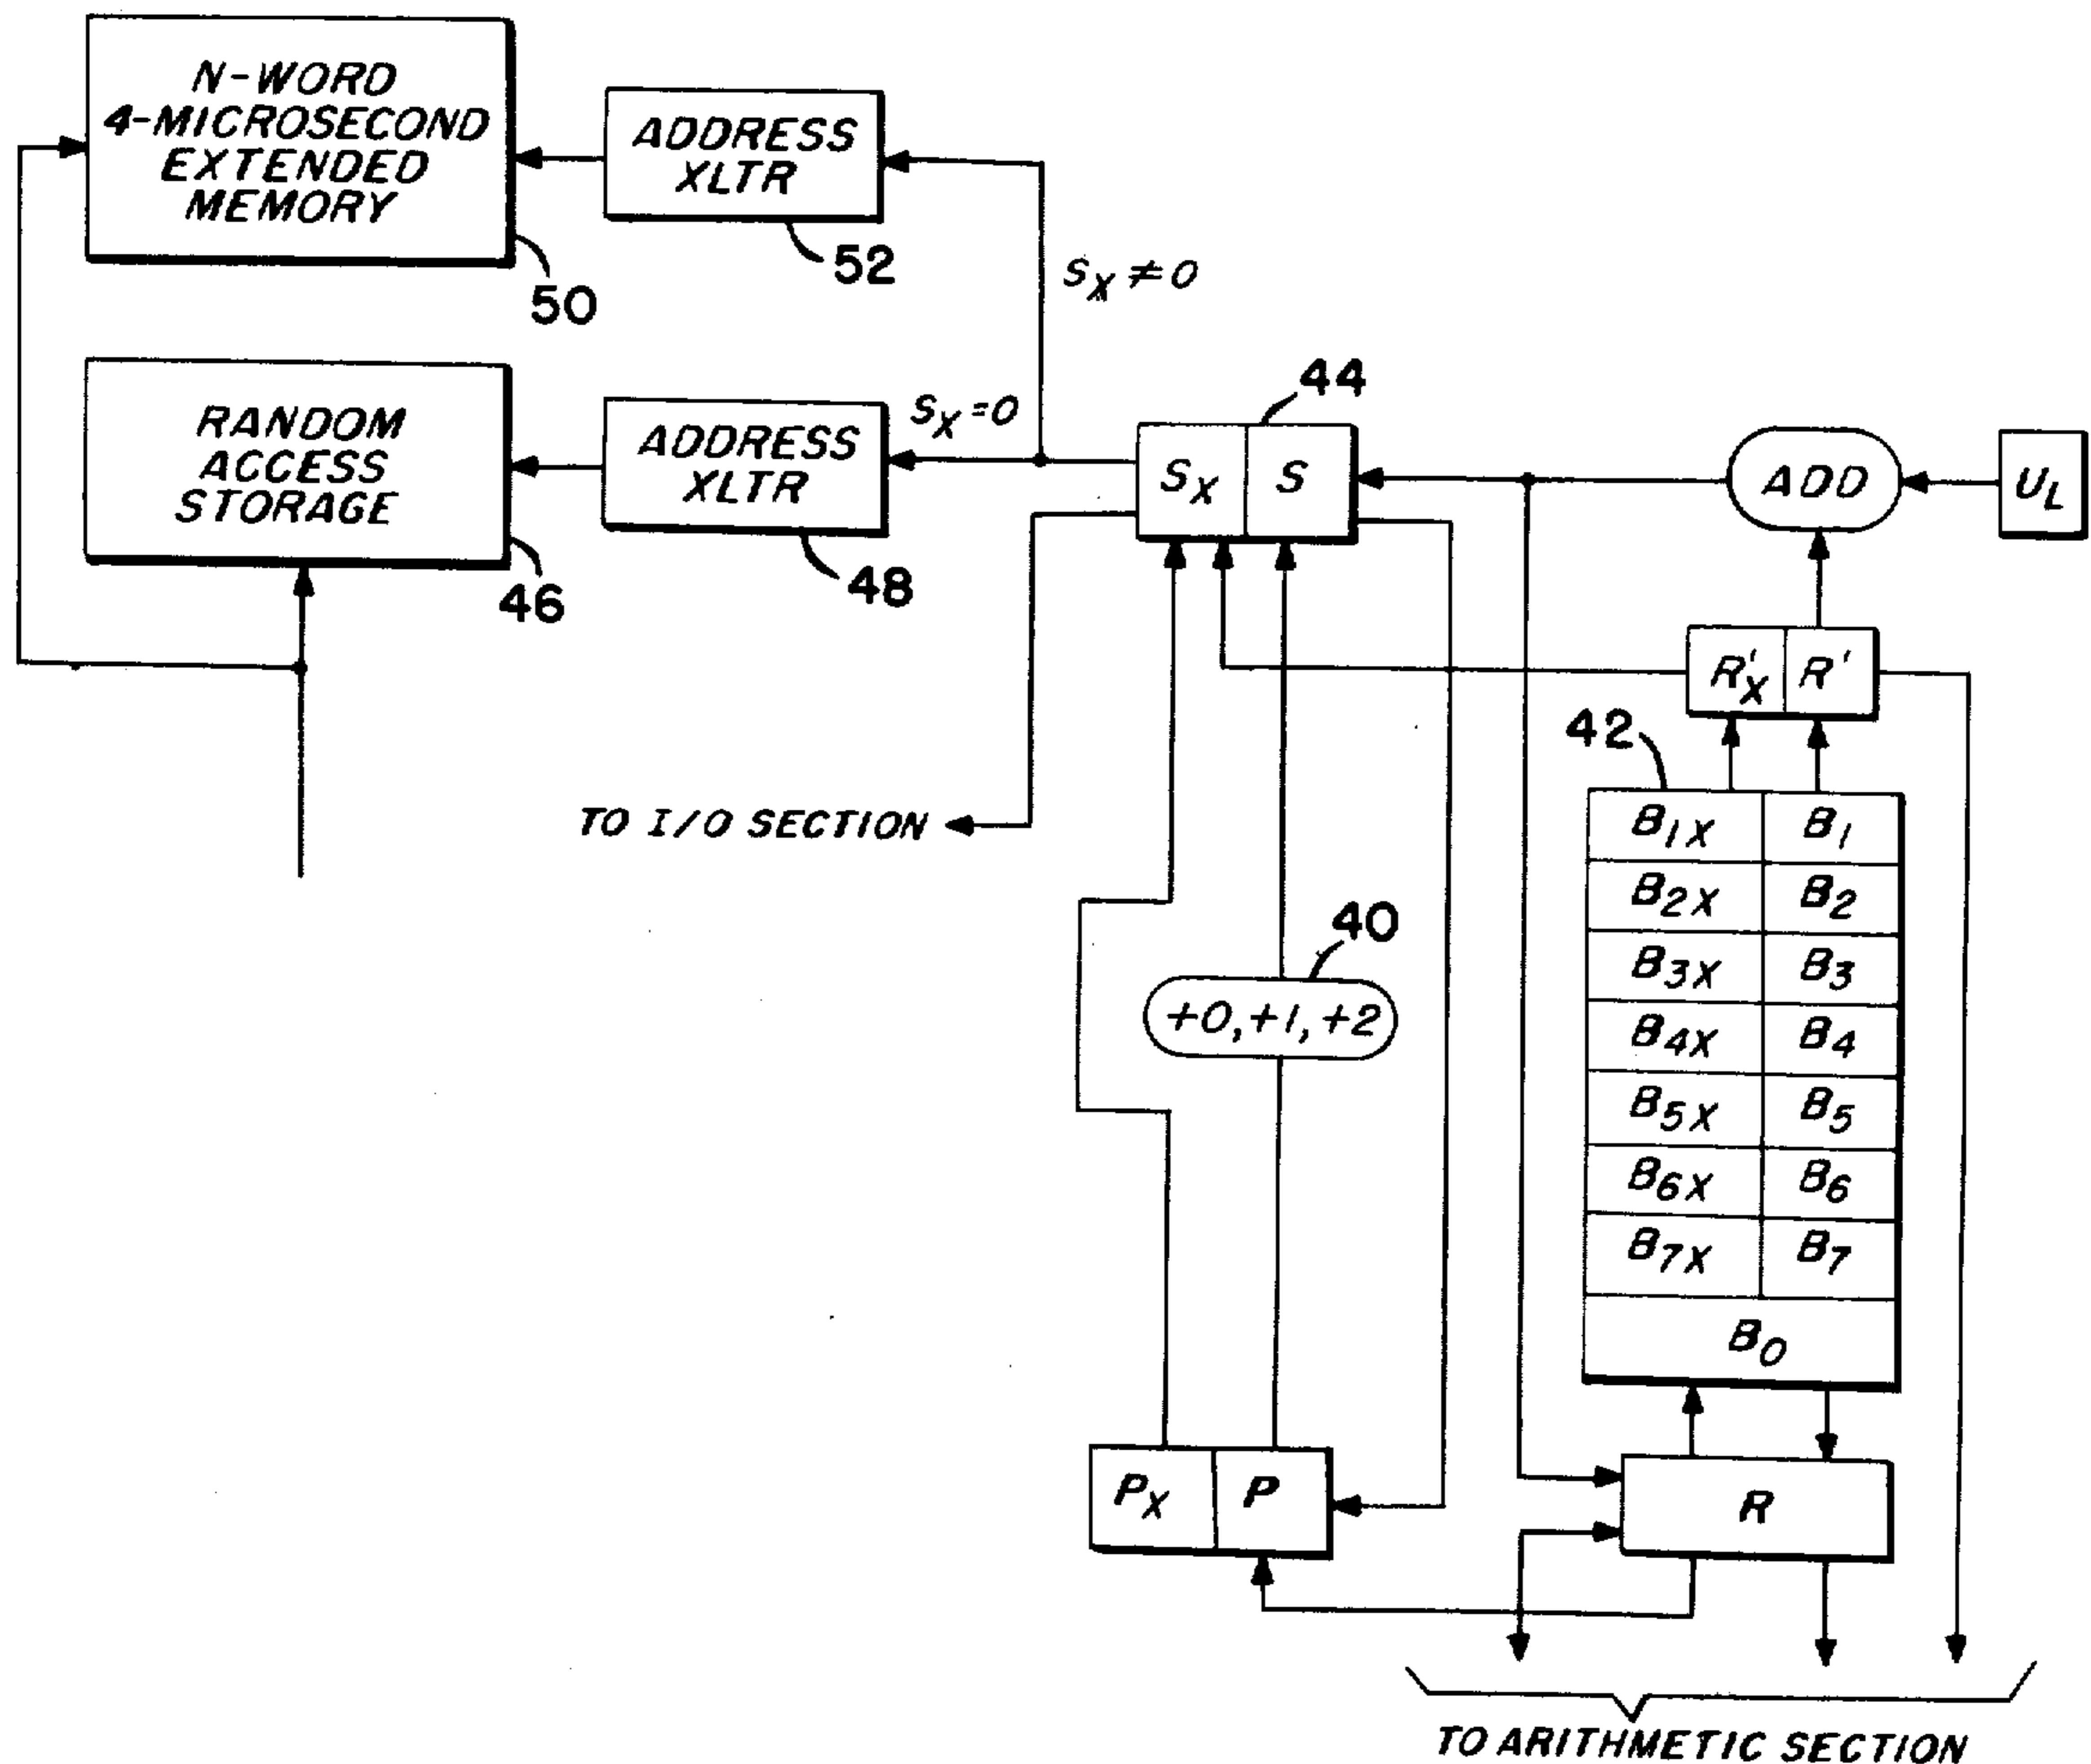 N-WORD
4-MICROSECOND
EXTENDED
MEMORY
50
ADDRESS
XLTR
52
Sx ≠ 0
RANDOM
ACCESS
STORAGE
46
ADDRESS
XLTR
48
Sx = 0
44
Sx
S
ADD
UL
R'x
R'
42
TO I/O SECTION
B1X
B1
B2X
B2
B3X
B3
B4X
B4
B5X
B5
B6X
B6
B7X
B7
B0
40
+0, +1, +2
Px
P
R
TO ARITHMETIC SECTION